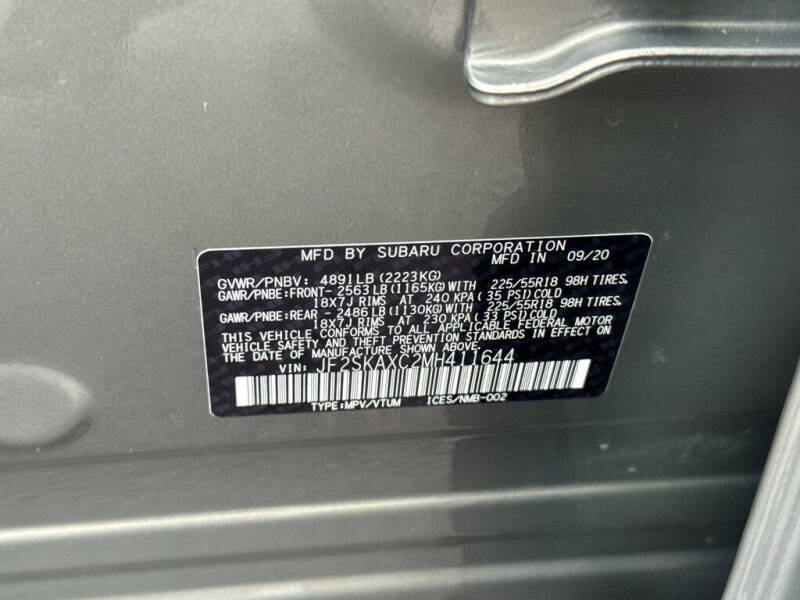 MFD BY SUBARU CORPORATION
MFD IN 09/20
GVWR/PNBV: 4891LB(2223KG)
GAWR/PNBE:FRONT-2563LB(1165KG)WITH 225/55R18 98H TIRES,
18X7J RIMS AT 240 KPA(35 PSI)COLD
GAWR/PNBE:REAR -2486LB(1130KG)WITH 225/55R18 98H TIRES,
18X7J RIMS AT 230 KPA(33 PSI)COLD
THIS VEHICLE CONFORMS TO ALL APPLICABLE FEDERAL MOTOR
VEHICLE SAFETY AND THEFT PREVENTION STANDARDS IN EFFECT
ON THE DATE OF MANUFACTURE SHOWN ABOVE.
VIN: JF2SKAXC2MH411644
TYPE:MPV/VTUM ICES/NMB-002